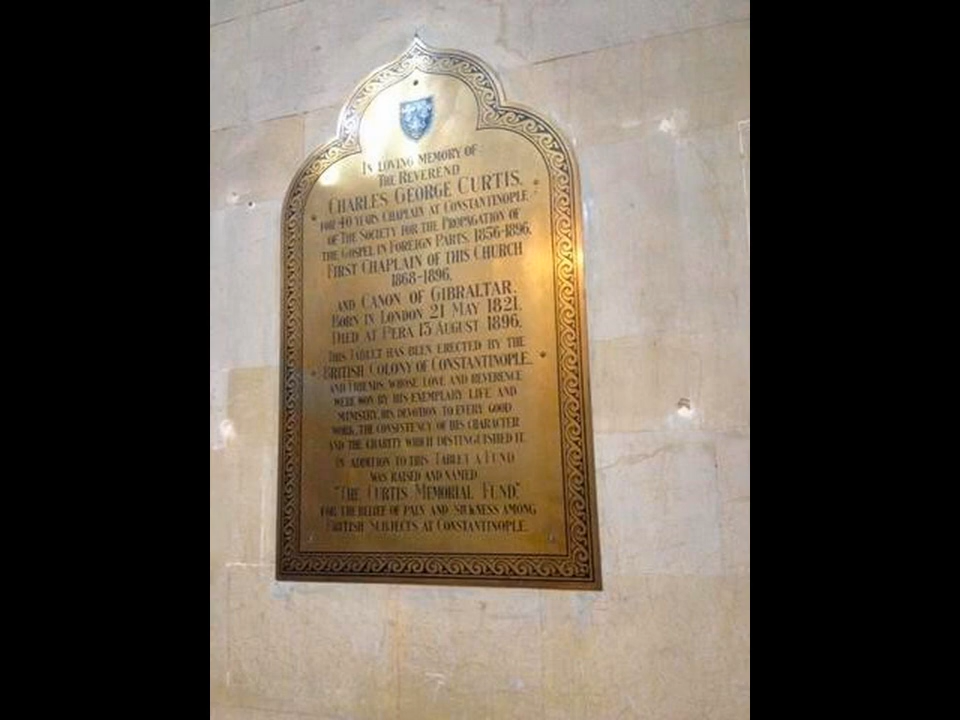 IN LOVING MEMORY OF
THE REVEREND
CHARLES GEORGE CURTIS.
FOR 40 YEARS CHAPLAIN AT CONSTANTINOPLE
OF THE SOCIETY FOR THE PROPAGATION OF
THE GOSPEL IN FOREIGN PARTS. 1856-1896.
FIRST CHAPLAIN OF THIS CHURCH
1868-1896.
AND CANON OF GIBRALTAR.
BORN IN LONDON 21 MAY 1821.
DIED AT PERA 13 AUGUST 1896.
THIS TABLET HAS BEEN ERECTED BY THE
BRITISH COLONY OF CONSTANTINOPLE.
AND FRIENDS, WHOSE LOVE AND REVERENCE
WERE WON BY HIS EXEMPLARY LIFE AND
MINISTRY, HIS DEVOTION TO EVERY GOOD
WORK, THE CONSISTENCY OF HIS CHARACTER
AND THE CHARITY WHICH DISTINGUISHED IT.
IN ADDITION TO THIS TABLET A FUND
WAS RAISED AND NAMED
"THE CURTIS MEMORIAL FUND."
FOR THE RELIEF OF PAIN AND SICKNESS AMONG
BRITISH SUBJECTS AT CONSTANTINOPLE.